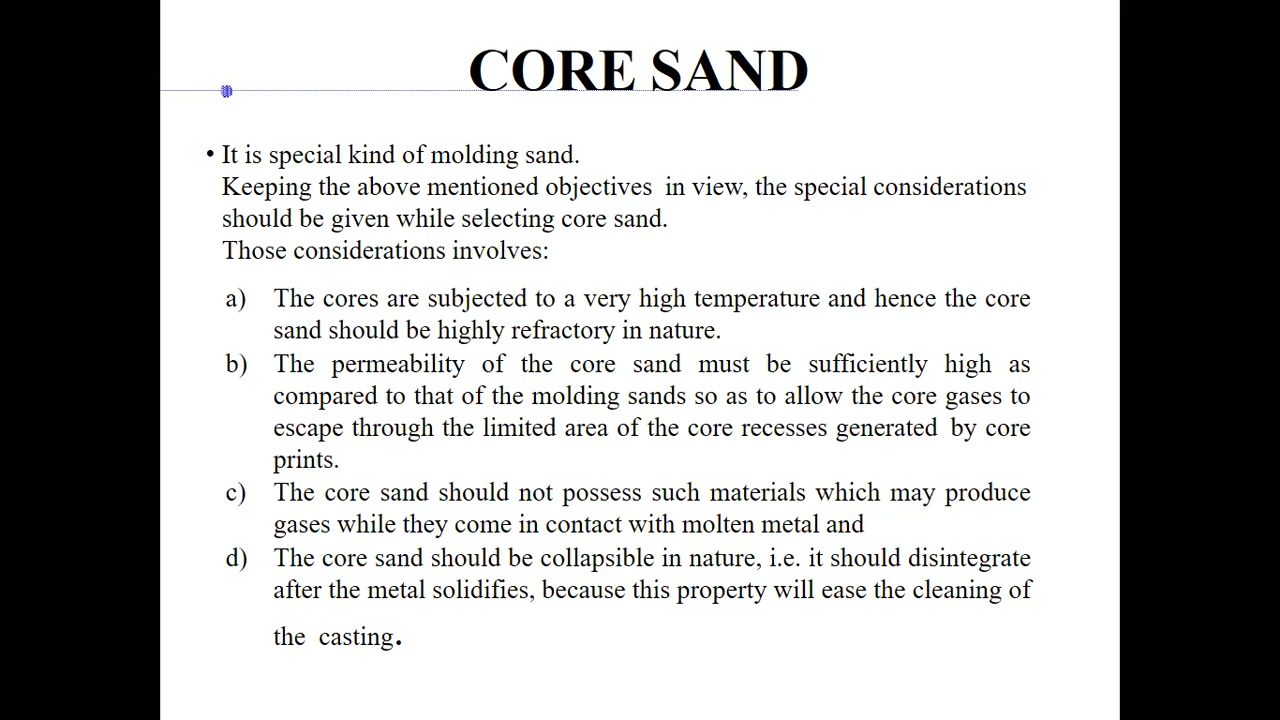 CORE SAND
• It is special kind of molding sand.
Keeping the above mentioned objectives in view, the special considerations
should be given while selecting core sand.
Those considerations involves:
a) The cores are subjected to a very high temperature and hence the core
sand should be highly refractory in nature.
b) The permeability of the core sand must be sufficiently high as
compared to that of the molding sands so as to allow the core gases to
escape through the limited area of the core recesses generated by core
prints.
c) The core sand should not possess such materials which may produce
gases while they come in contact with molten metal and
d) The core sand should be collapsible in nature, i.e. it should disintegrate
after the metal solidifies, because this property will ease the cleaning of
the casting.